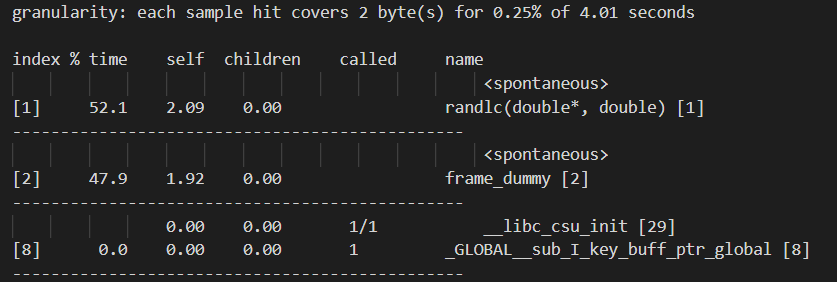 granularity: each sample hit covers 2 byte(s) for 0.25% of 4.01 seconds
index % time    self  children    called     name
                                                 <spontaneous>
[1]     52.1    2.09    0.00                 randlc(double*, double) [1]
-----------------------------------------------
                                                 <spontaneous>
[2]     47.9    1.92    0.00                 frame_dummy [2]
-----------------------------------------------
                0.00    0.00       1/1           __libc_csu_init [29]
[8]      0.0    0.00    0.00       1         _GLOBAL__sub_I_key_buff_ptr_global [8]
-----------------------------------------------